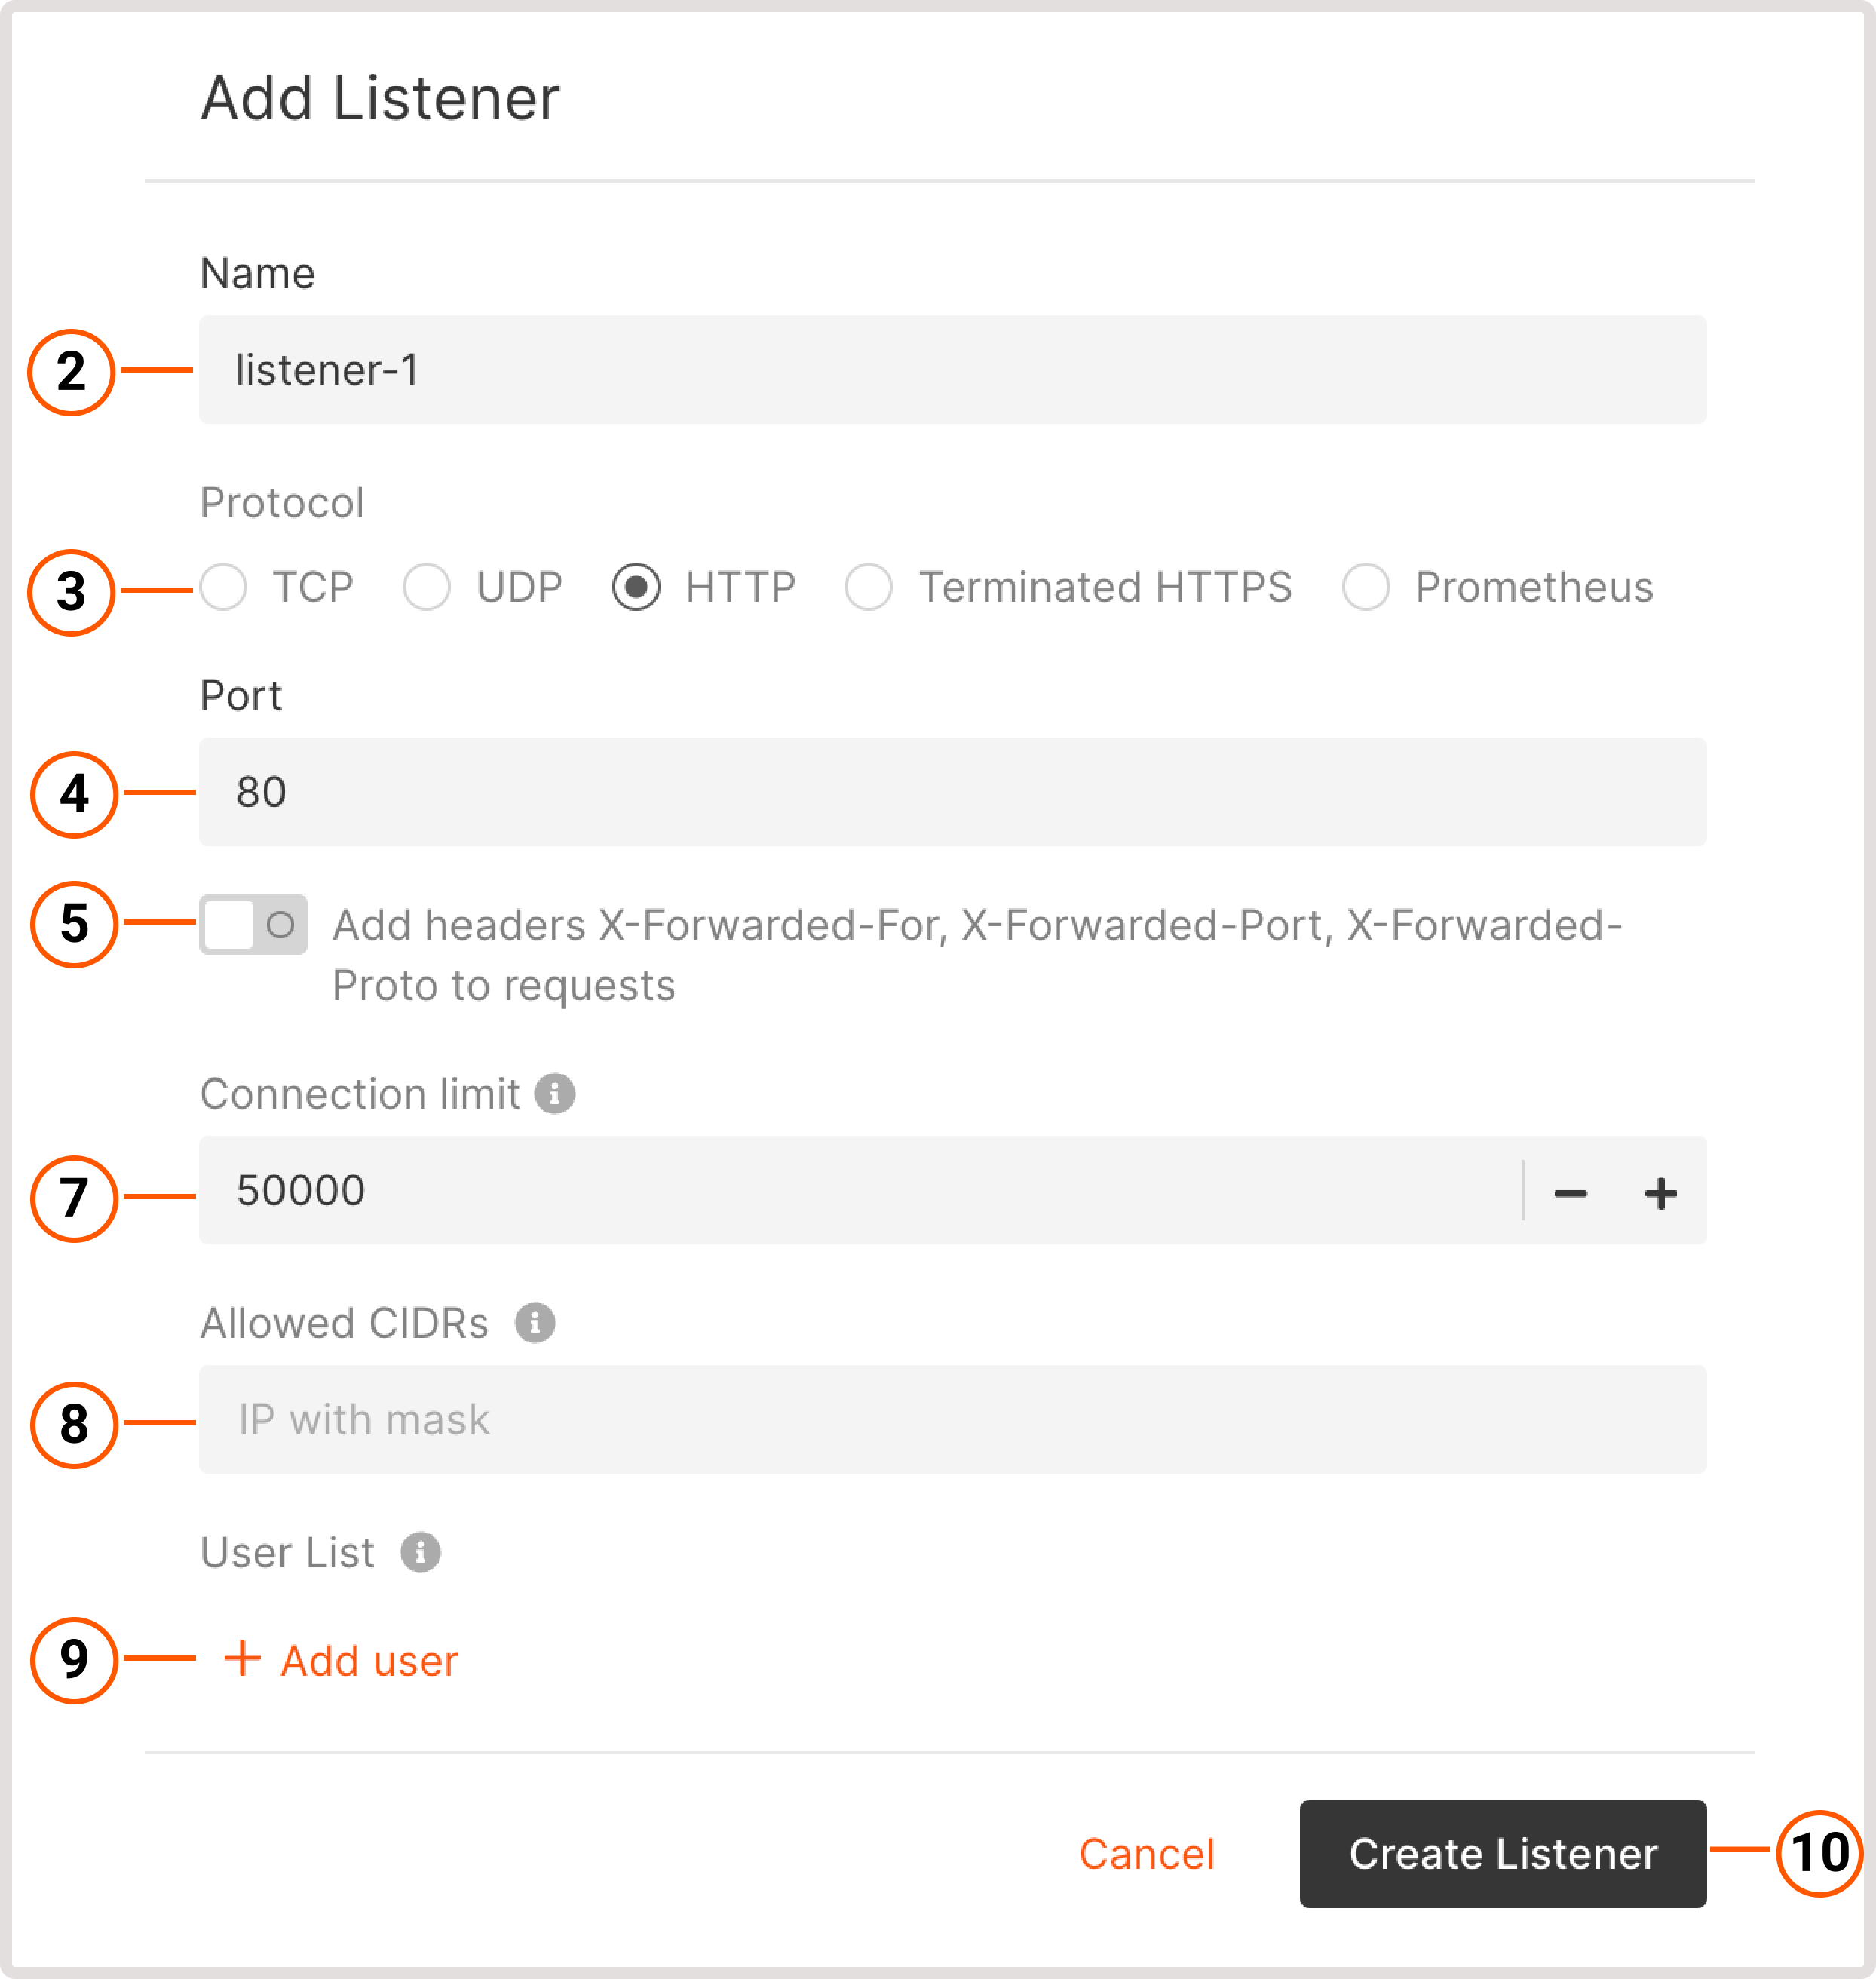 Add Listener
Name
2 listener-1
Protocol
3 TCP UDP HTTP Terminated HTTPS Prometheus
Port
4 80
5 Add headers X-Forwarded-For, X-Forwarded-Port, X-Forwarded-
Proto to requests
Connection limit
7 50000 − +
Allowed CIDRs
8 IP with mask
User List
9 + Add user
Cancel Create Listener 10